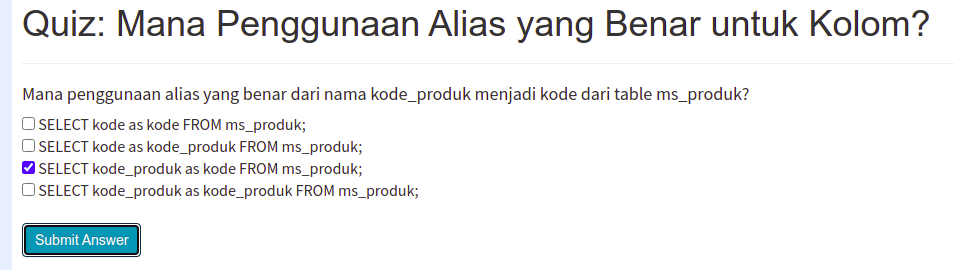 Quiz: Mana Penggunaan Alias yang Benar untuk Kolom?
Mana penggunaan alias yang benar dari nama kode_produk menjadi kode dari table ms_produk?
SELECT kode as kode FROM ms_produk;
SELECT kode as kode_produk FROM ms_produk;
SELECT kode_produk as kode FROM ms_produk;
SELECT kode_produk as kode_produk FROM ms_produk;
Submit Answer